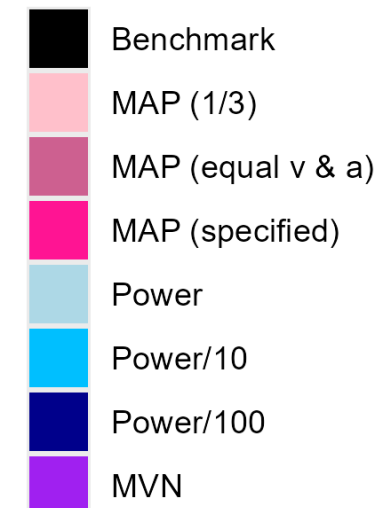 Benchmark
MAP (1/3)
MAP (equal v & a)
MAP (specified)
Power
Power/10
Power/100
MVN